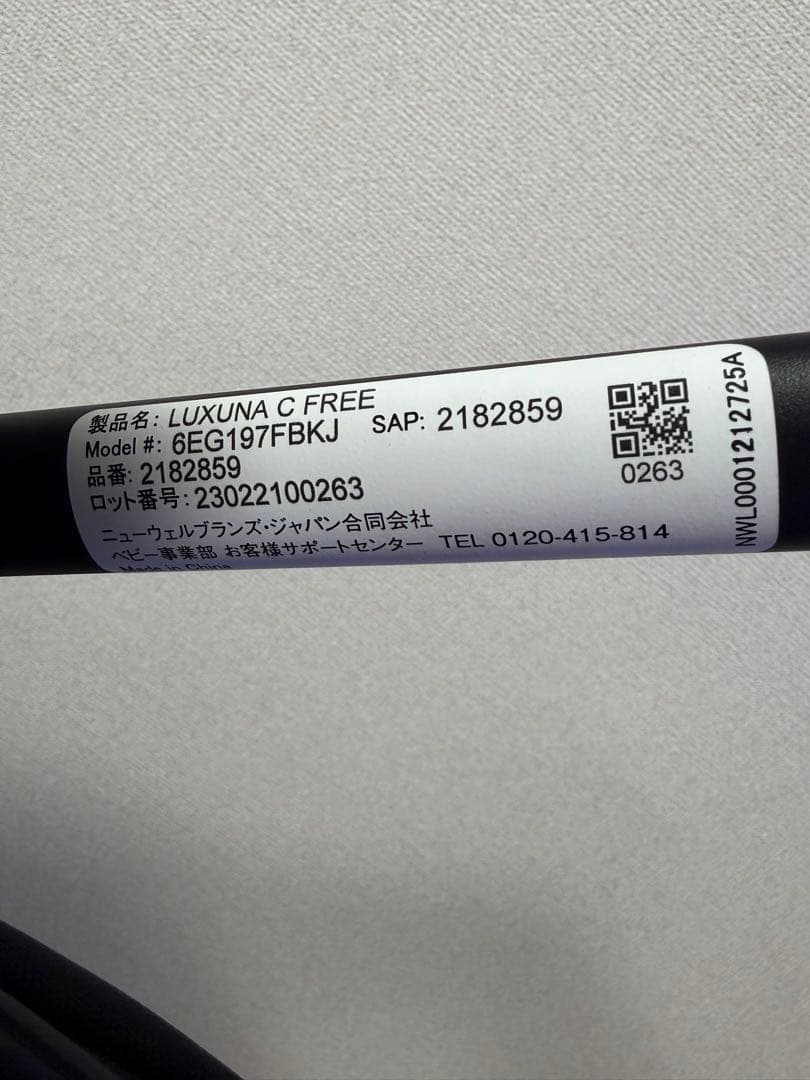 製品名: LUXUNA C FREE
Model #: 6EG197FBKJ SAP: 2182859
品番: 2182859
ロット番号: 23022100263
ニューウェルブランズ・ジャパン合同会社
ベビー事業部 お客様サポートセンター TEL 0120-415-814
Made in China
0263
NWL0001212725A